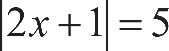 |2x + 1| = 5